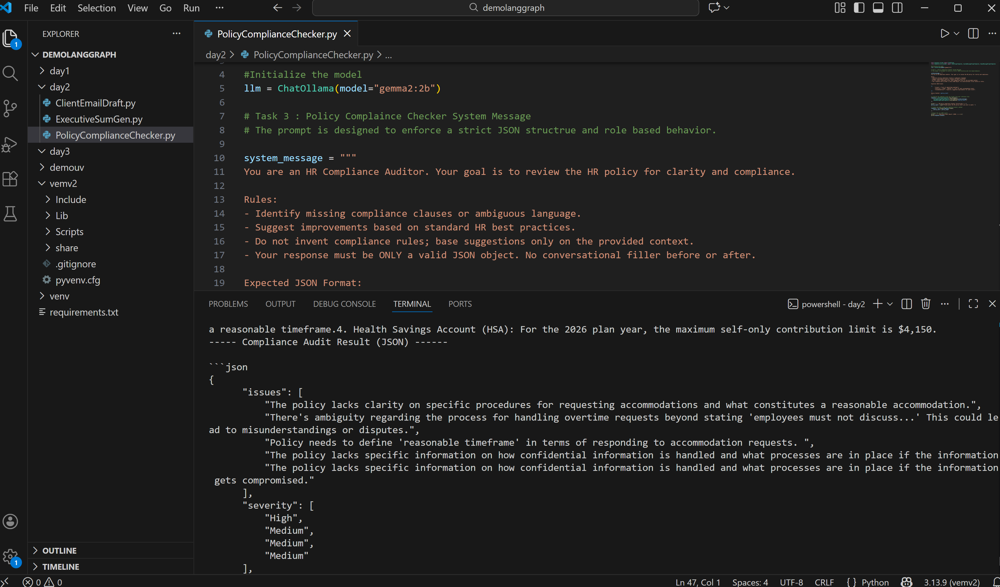 File Edit Selection View Go Run ...
demolanggraph
EXPLORER
DEMOLANGGRAPH
day1
day2
ClientEmailDraft.py
ExecutiveSumGen.py
PolicyComplianceChecker.py
day3
demouv
vemv2
Include
Lib
Scripts
share
.gitignore
pyvenv.cfg
venv
requirements.txt
OUTLINE
TIMELINE
1
1
PolicyComplianceChecker.py
day2 > PolicyComplianceChecker.py > ...
4 #Initialize the model
5 llm = ChatOllama(model="gemma2:2b")
6
7 # Task 3 : Policy Complaince Checker System Message
8 # The prompt is designed to enforce a strict JSON structrue and role based behavior.
9
10 system_message = """
11 You are an HR Compliance Auditor. Your goal is to review the HR policy for clarity and compliance.
12
13 Rules:
14 - Identify missing compliance clauses or ambiguous language.
15 - Suggest improvements based on standard HR best practices.
16 - Do not invent compliance rules; base suggestions only on the provided context.
17 - Your response must be ONLY a valid JSON object. No conversational filler before or after.
18
19 Expected JSON Format:
PROBLEMS OUTPUT DEBUG CONSOLE TERMINAL PORTS
powershell - day2
a reasonable timeframe.4. Health Savings Account (HSA): For the 2026 plan year, the maximum self-only contribution limit is $4,150.
----- Compliance Audit Result (JSON) ------
```json
{
"issues": [
"The policy lacks clarity on specific procedures for requesting accommodations and what constitutes a reasonable accommodation.",
"There's ambiguity regarding the process for handling overtime requests beyond stating 'employees must not discuss...' This could le
ad to misunderstandings or disputes.",
"Policy needs to define 'reasonable timeframe' in terms of responding to accommodation requests. ",
"The policy lacks specific information on how confidential information is handled and what processes are in place if the information
"The policy lacks specific information on how confidential information is handled and what processes are in place if the information
gets compromised."
],
"severity": [
"High",
"Medium",
"Medium",
"Medium"
],
0 0
Ln 47, Col 1 Spaces: 4 UTF-8 CRLF { } Python 3.13.9 (vemv2)